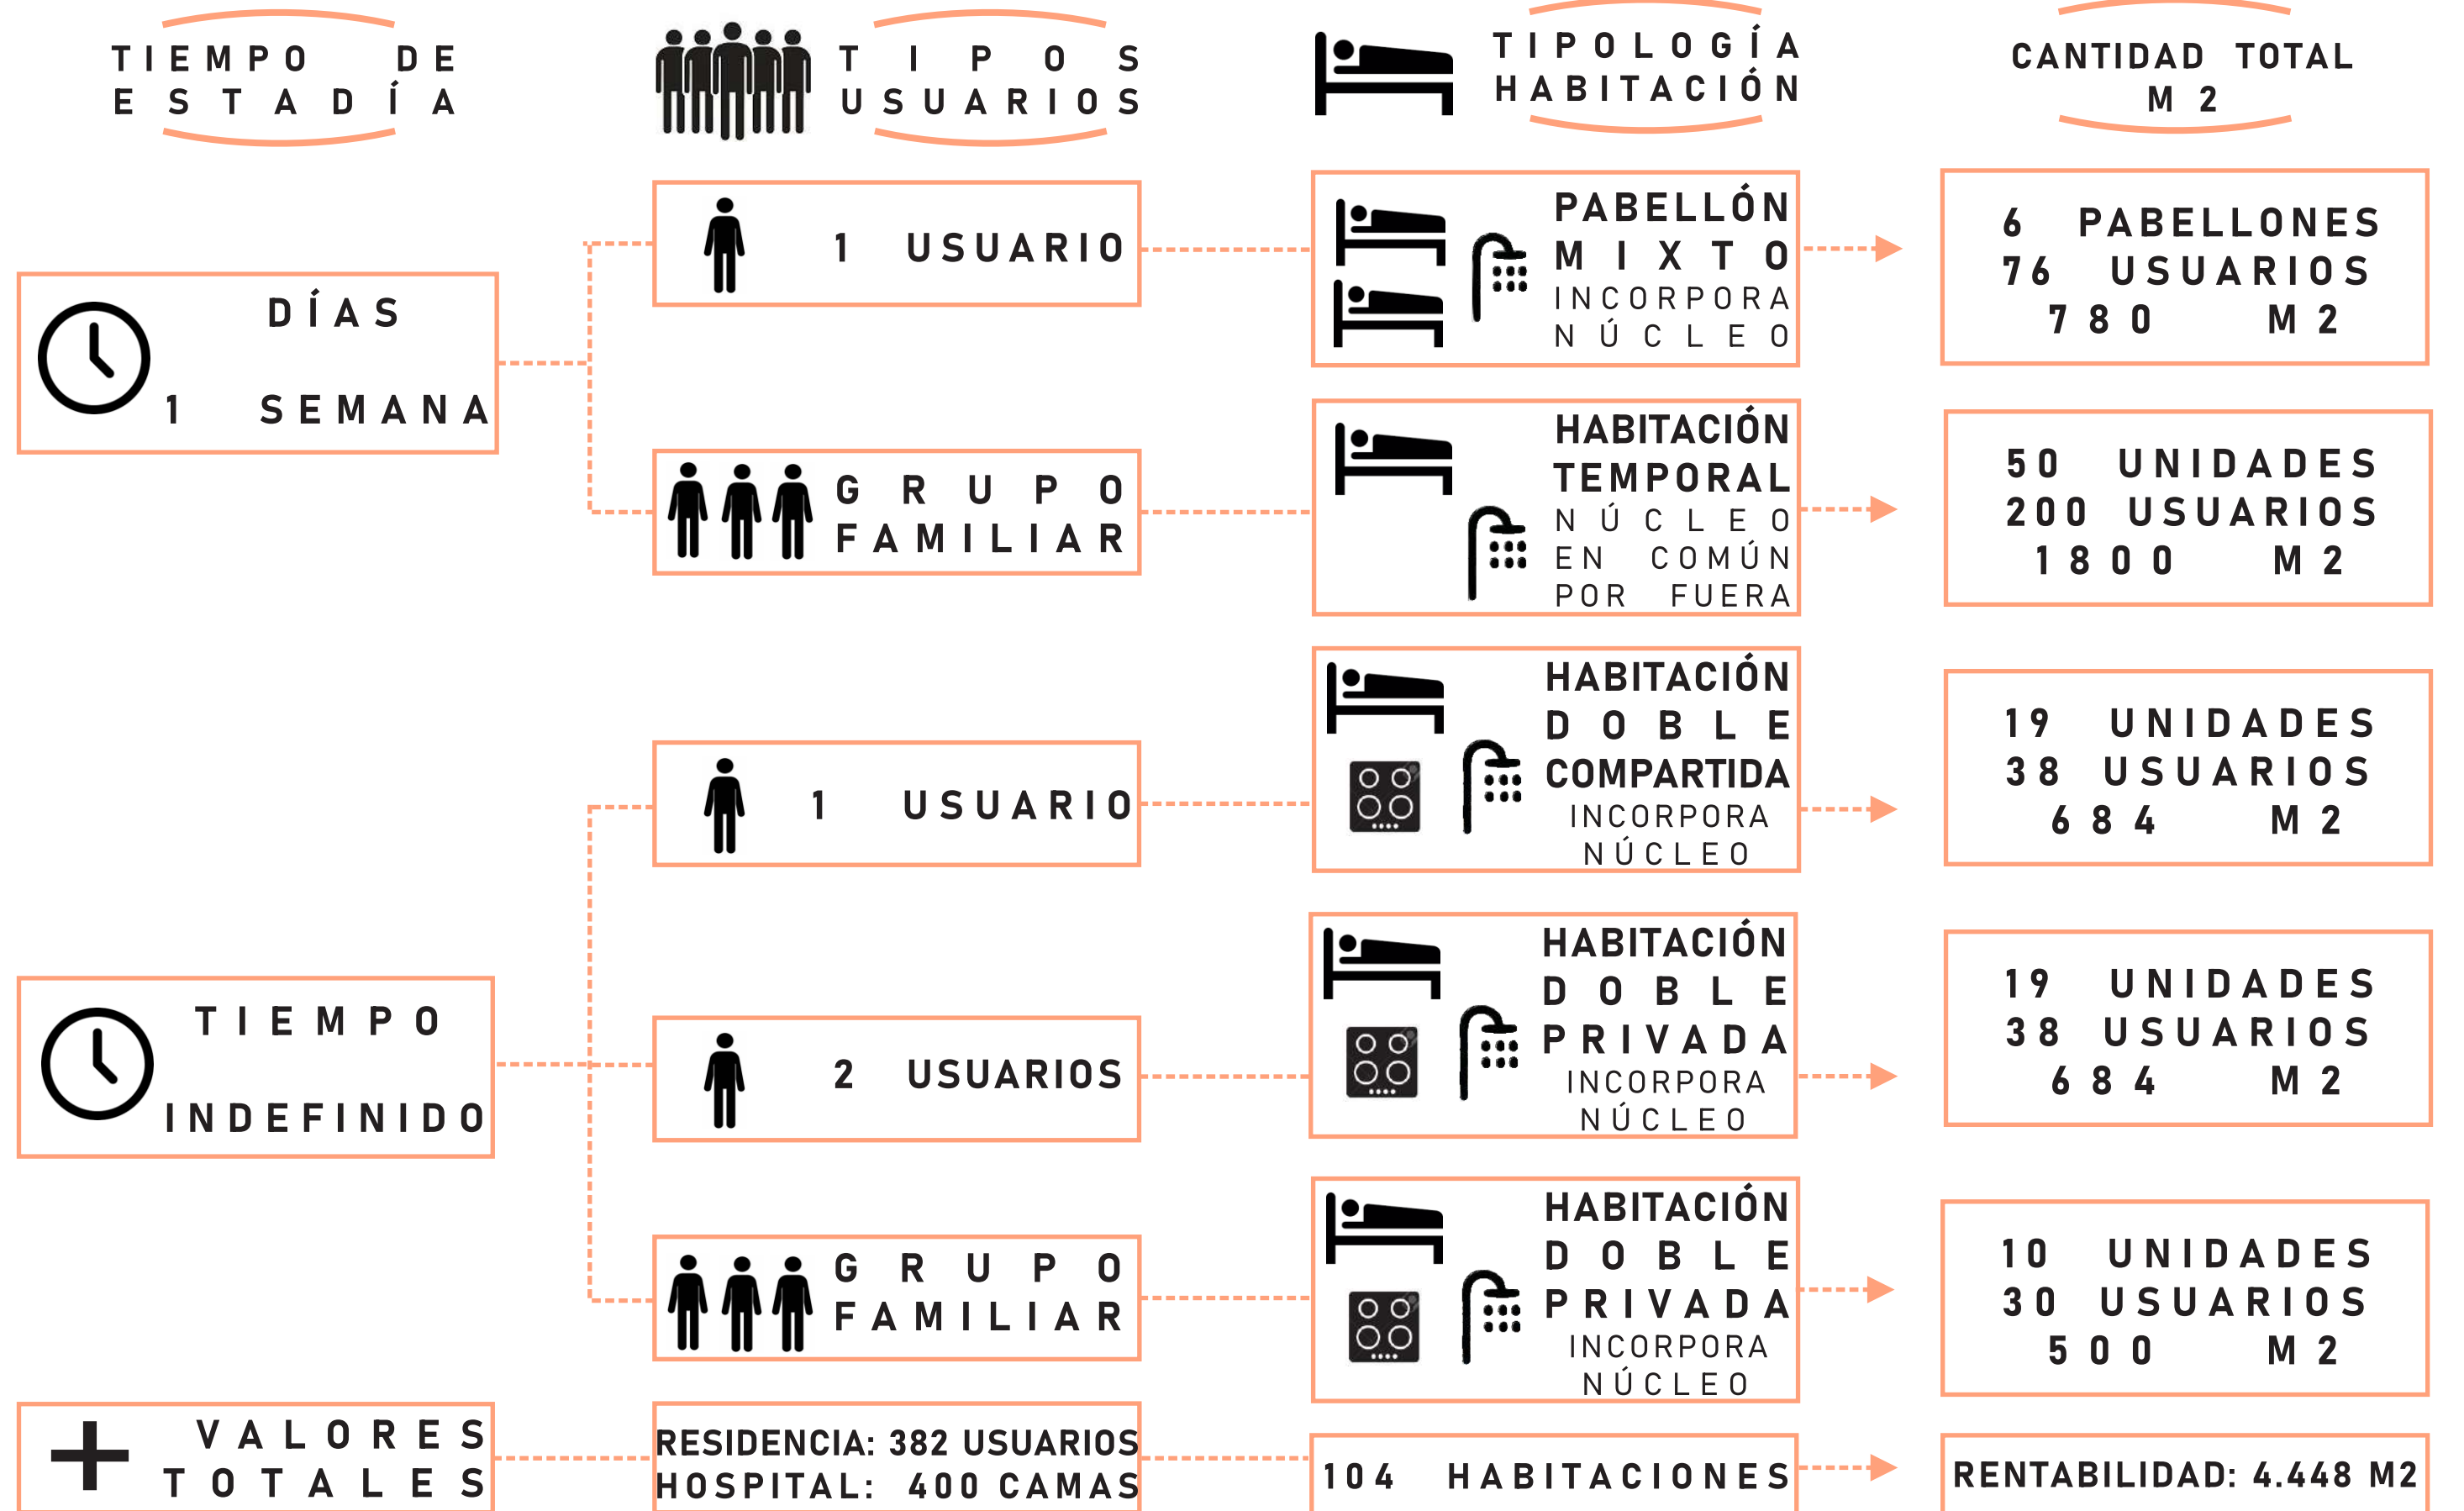 TIEMPO DE
ESTADÍA
TIPOS
USUARIOS
TIPOLOGÍA
HABITACIÓN
CANTIDAD TOTAL
M2
DÍAS
1 SEMANA
1 USUARIO
PABELLÓN
MIXTO
INCORPORA
NÚCLEO
6 PABELLONES
76 USUARIOS
780 M2
GRUPO
FAMILIAR
HABITACIÓN
TEMPORAL
NÚCLEO
EN COMÚN
POR FUERA
50 UNIDADES
200 USUARIOS
1800 M2
TIEMPO
INDEFINIDO
1 USUARIO
HABITACIÓN
DOBLE
COMPARTIDA
INCORPORA
NÚCLEO
19 UNIDADES
38 USUARIOS
684 M2
2 USUARIOS
HABITACIÓN
DOBLE
PRIVADA
INCORPORA
NÚCLEO
19 UNIDADES
38 USUARIOS
684 M2
GRUPO
FAMILIAR
HABITACIÓN
DOBLE
PRIVADA
INCORPORA
NÚCLEO
10 UNIDADES
30 USUARIOS
500 M2
VALORES
TOTALES
RESIDENCIA: 382 USUARIOS
HOSPITAL: 400 CAMAS
104 HABITACIONES
RENTABILIDAD: 4.448 M2